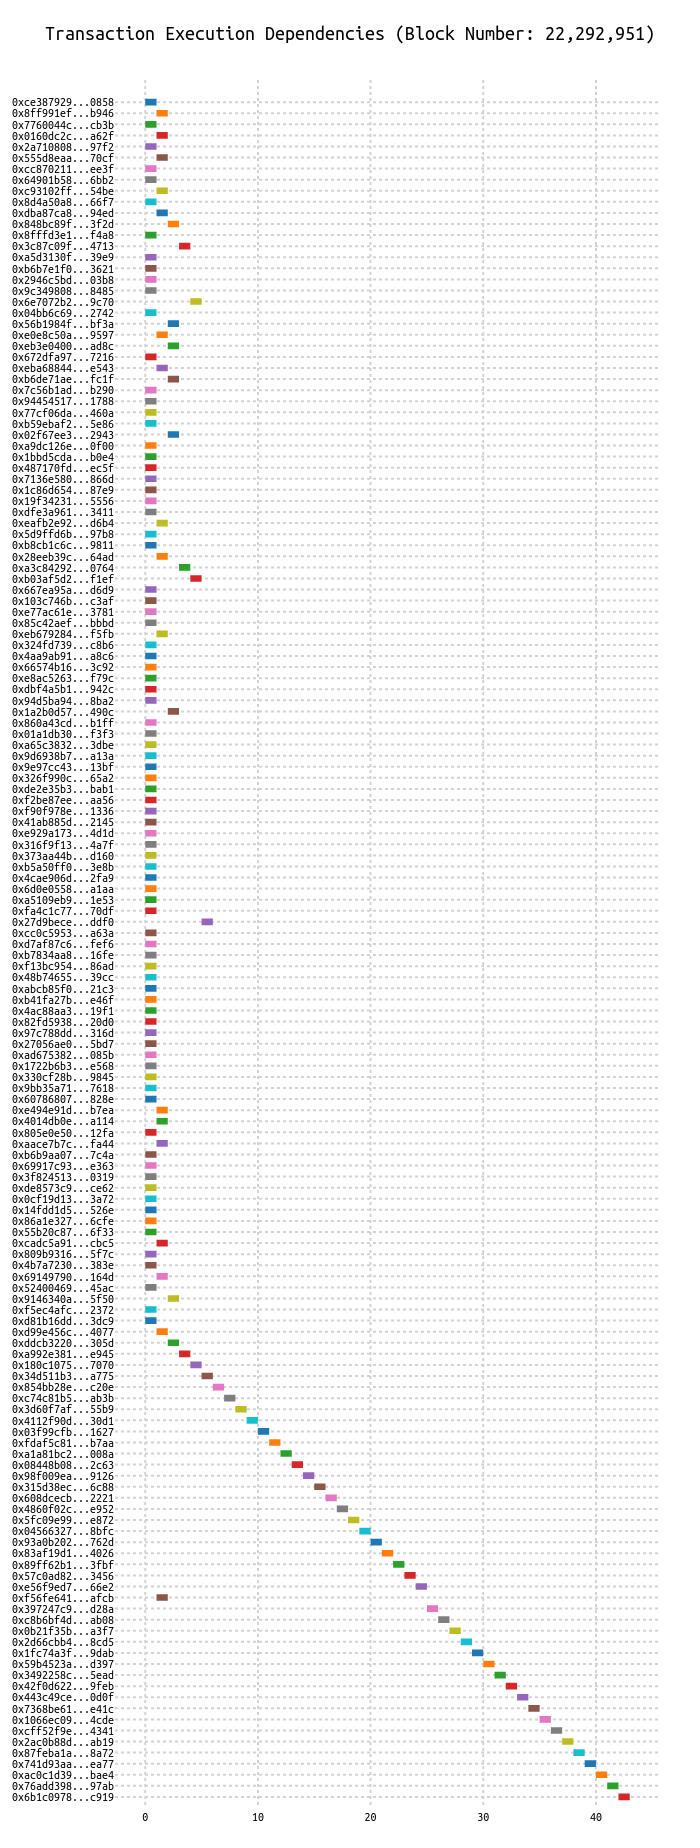 Transaction Execution Dependencies (Block Number: 22,292,951)
0xce387929...0858
0x8ff991ef...b946
0x7760044c...cb3b
0x0160dc2c...a62f
0x2a710808...97f2
0x555d8eaa...70cf
0xcc870211...ee3f
0x64901b58...6bb2
0xc93102ff...54be
0x8d4a50a8...66f7
0xdba87ca8...94ed
0x848bc89f...3f2d
0x8fffd3e1...f4a8
0x3c87c09f...4713
0xa5d3130f...39e9
0xb6b7e1f0...3621
0x2946c5bd...03b8
0x9c349808...8485
0x6e7072b2...9c70
0x04bb6c69...2742
0x56b1984f...bf3a
0xe0e8c50a...9597
0xeb3e0400...ad8c
0x672dfa97...7216
0xeba68844...e543
0xb6de71ae...fc1f
0x7c56b1ad...b290
0x94454517...1788
0x77cf06da...460a
0xb59ebaf2...5e86
0x02f67ee3...2943
0xa9dc126e...0f00
0x1bbd5cda...b0e4
0x487170fd...ec5f
0x7136e580...866d
0x1c86d654...87e9
0x19f34231...5556
0xdfe3a961...3411
0xeafb2e92...d6b4
0x5d9ffd6b...97b8
0xb8cb1c6c...9811
0x28eeb39c...64ad
0xa3c84292...0764
0xb03af5d2...f1ef
0x667ea95a...d6d9
0x103c746b...c3af
0xe77ac61e...3781
0x85c42aef...bbbd
0xeb679284...f5fb
0x324fd739...c8b6
0x4aa9ab91...a8c6
0x66574b16...3c92
0xe8ac5263...f79c
0xdbf4a5b1...942c
0x94d5ba94...8ba2
0x1a2b0d57...490c
0x860a43cd...b1ff
0x01a1db30...f3f3
0xa65c3832...3dbe
0x9d6938b7...a13a
0x9e97cc43...13bf
0x326f990c...65a2
0xde2e35b3...bab1
0xf2be87ee...aa56
0xf90f978e...1336
0x41ab885d...2145
0xe929a173...4d1d
0x316f9f13...4a7f
0x373aa44b...d160
0xb5a50ff0...3e8b
0x4cae906d...2fa9
0x6d0e0558...a1aa
0xa5109eb9...1e53
0xfa4c1c77...70df
0x27d9bece...ddf0
0xcc0c5953...a63a
0xd7af87c6...fef6
0xb7834aa8...16fe
0xf13bc954...86ad
0x48b74655...39cc
0xabcb85f0...21c3
0xb41fa27b...e46f
0x4ac88aa3...19f1
0x82fd5938...20d0
0x97c788dd...316d
0x27056ae0...5bd7
0xad675382...085b
0x1722b6b3...e568
0x330cf28b...9845
0x9bb35a71...7618
0x60786807...828e
0xe494e91d...b7ea
0x4014db0e...a114
0x805e0e50...12fa
0xaace7b7c...fa44
0xb6b9aa07...7c4a
0x69917c93...e363
0x3f824513...0319
0xde8573c9...ce62
0x0cf19d13...3a72
0x14fdd1d5...526e
0x86a1e327...6cfe
0x55b20c87...6f33
0xcadc5a91...cbc5
0x809b9316...5f7c
0x4b7a7230...383e
0x69149790...164d
0x52400469...45ac
0x9146340a...5f50
0xf5ec4afc...2372
0xd81b16dd...3dc9
0xd99e456c...4077
0xddcb3220...305d
0xa992e381...e945
0x180c1075...7070
0x34d511b3...a775
0x854bb28e...c20e
0xc74c81b5...ab3b
0x3d60f7af...55b9
0x4112f90d...30d1
0x03f99cfb...1627
0xfdaf5c81...b7aa
0xa1a81bc2...008a
0x08448b08...2c63
0x98f009ea...9126
0x315d38ec...6c88
0x608dcecb...2221
0x4860f02c...e952
0x5fc09e99...e872
0x04566327...8bfc
0x93a0b202...762d
0x83af19d1...4026
0x89ff62b1...3fbf
0x57c0ad82...3456
0xe56f9ed7...66e2
0xf56fe641...afcb
0x397247c9...d28a
0xc8b6bf4d...ab08
0x0b21f35b...a3f7
0x2d66cbb4...8cd5
0x1fc74a3f...9dab
0x59b4523a...d397
0x3492258c...5ead
0x42f0d622...9feb
0x443c49ce...0d0f
0x7368be61...e41c
0x1066ec09...4cde
0xcff52f9e...4341
0x2ac0b88d...ab19
0x87feba1a...8a72
0x741d93aa...ea77
0xac0c1d39...bae4
0x76add398...97ab
0x6b1c0978...c919
0 10 20 30 40